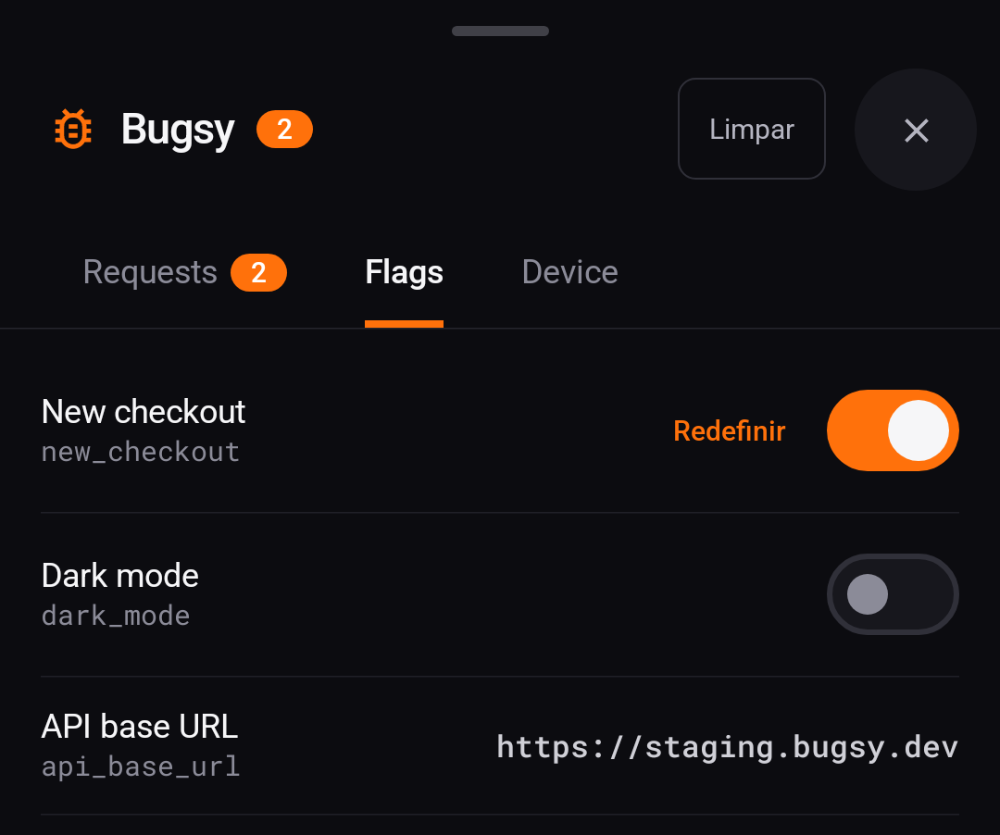 Bugsy 2
Limpar
Requests 2
Flags
Device
New checkout
new_checkout
Redefinir
Dark mode
dark_mode
API base URL
api_base_url
https://staging.bugsy.dev